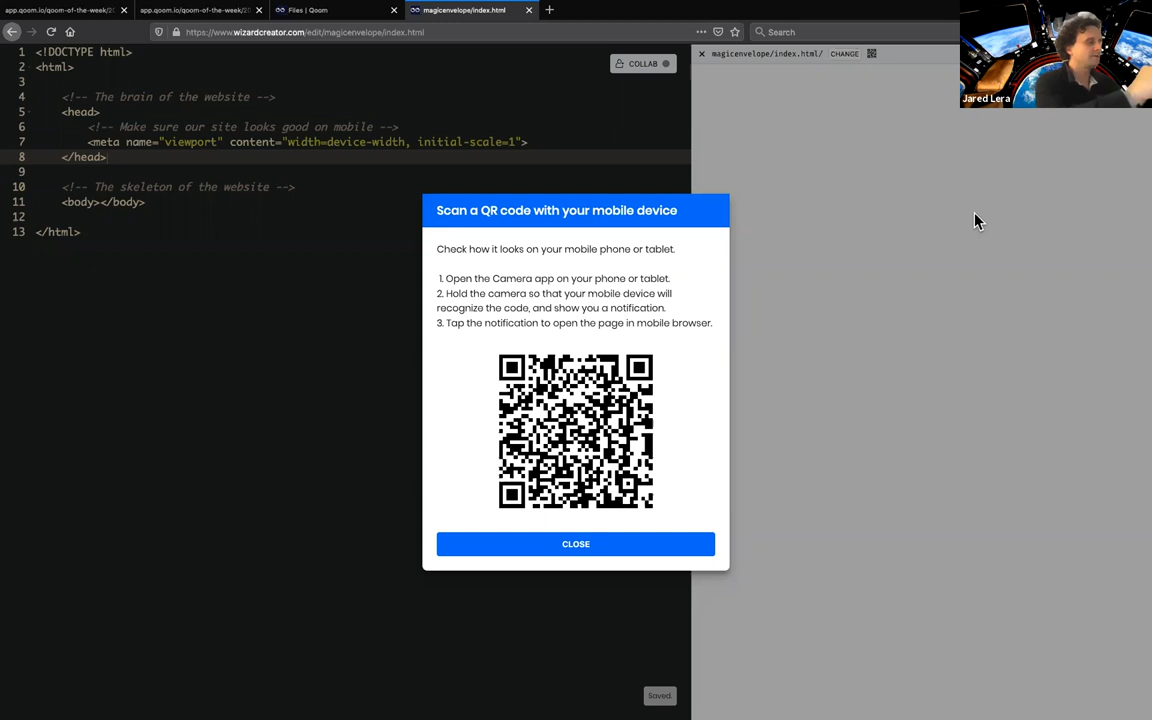 app.qoom.io/qoom-of-the-week/20
app.qoom.io/qoom-of-the-week/20
Files | Qoom
magicenvelope/index.html
https://www.wizardcreator.com/edit/magicenvelope/index.html
Search
1 <!DOCTYPE html>
2 <html>
3
4 <!-- The brain of the website -->
5 <head>
6 <!-- Make sure our site looks good on mobile -->
7 <meta name="viewport" content="width=device-width, initial-scale=1">
8 </head>
9
10 <!-- The skeleton of the website -->
11 <body></body>
12
13 </html>
COLLAB
magicenvelope/index.html/ CHANGE
Jared Lera
Scan a QR code with your mobile device
Check how it looks on your mobile phone or tablet.
1. Open the Camera app on your phone or tablet.
2. Hold the camera so that your mobile device will
recognize the code, and show you a notification.
3. Tap the notification to open the page in mobile browser.
CLOSE
Saved.